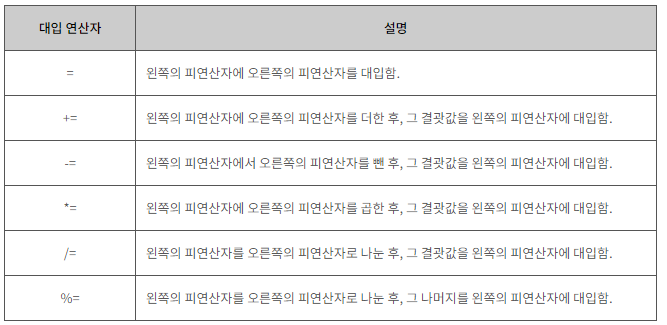 대입 연산자 설명
= 왼쪽의 피연산자에 오른쪽의 피연산자를 대입함.
+= 왼쪽의 피연산자에 오른쪽의 피연산자를 더한 후, 그 결괏값을 왼쪽의 피연산자에 대입함.
-= 왼쪽의 피연산자에서 오른쪽의 피연산자를 뺀 후, 그 결괏값을 왼쪽의 피연산자에 대입함.
*= 왼쪽의 피연산자에 오른쪽의 피연산자를 곱한 후, 그 결괏값을 왼쪽의 피연산자에 대입함.
/= 왼쪽의 피연산자를 오른쪽의 피연산자로 나눈 후, 그 결괏값을 왼쪽의 피연산자에 대입함.
%= 왼쪽의 피연산자를 오른쪽의 피연산자로 나눈 후, 그 나머지를 왼쪽의 피연산자에 대입함.